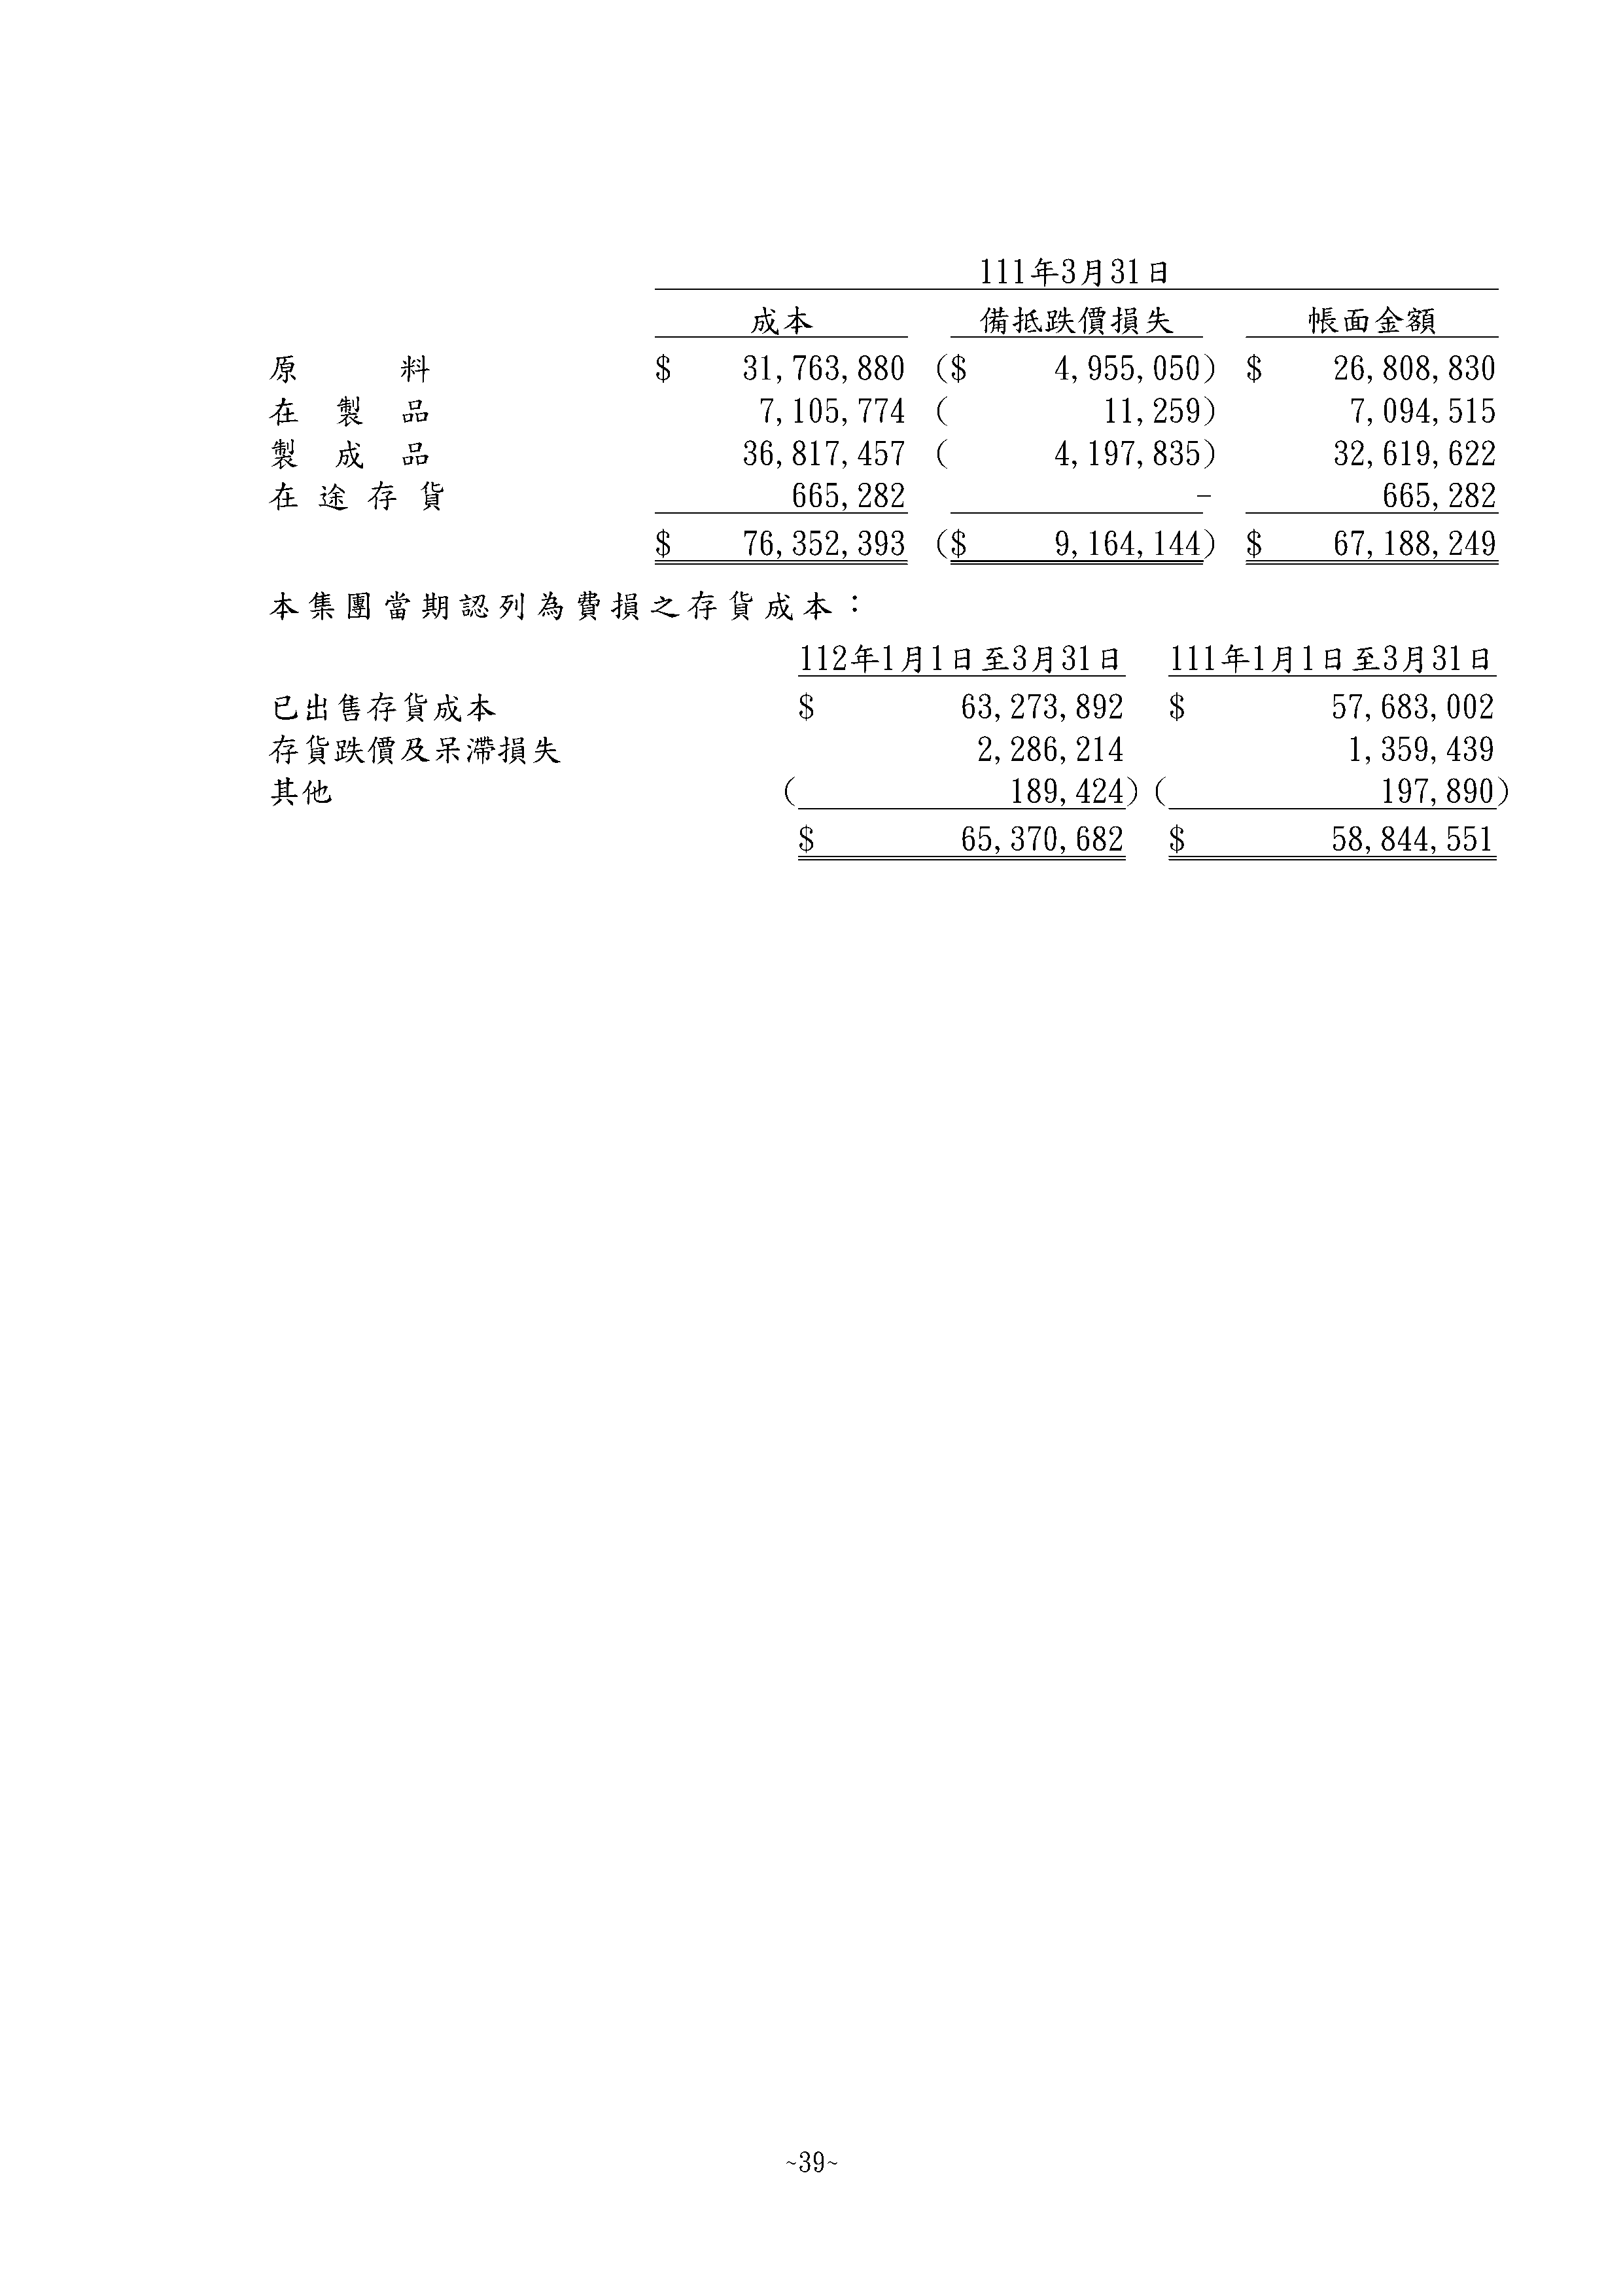 111年3月31日
成本 備抵跌價損失 帳面金額
原料 $ 31,763,880 ($ 4,955,050) $ 26,808,830
在製品 7,105,774 ( 11,259) 7,094,515
製成品 36,817,457 ( 4,197,835) 32,619,622
在途存貨 665,282 - 665,282
$ 76,352,393 ($ 9,164,144) $ 67,188,249
本集團當期認列為費損之存貨成本：
112年1月1日至3月31日 111年1月1日至3月31日
已出售存貨成本 $ 63,273,892 $ 57,683,002
存貨跌價及呆滯損失 2,286,214 1,359,439
其他 ( 189,424) ( 197,890)
$ 65,370,682 $ 58,844,551
~39~